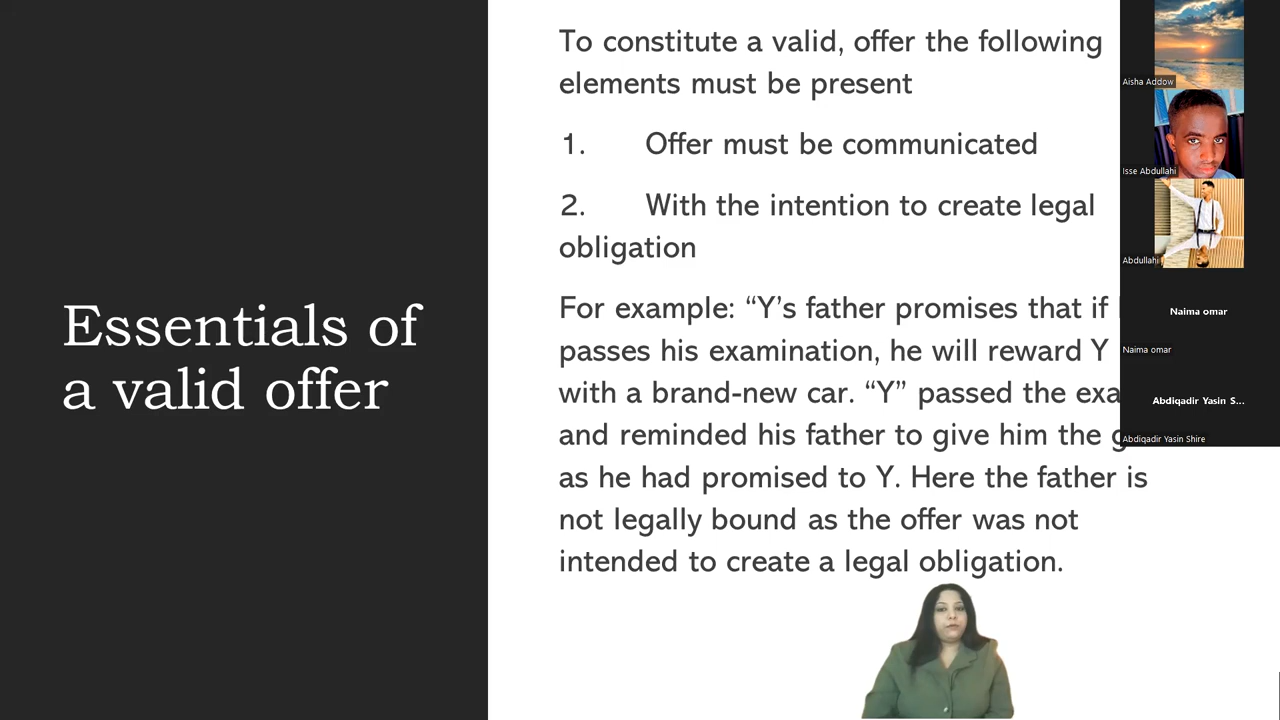 Essentials of
a valid offer
To constitute a valid, offer the following
elements must be present
1. Offer must be communicated
2. With the intention to create legal
obligation
For example: “Y’s father promises that if
passes his examination, he will reward Y
with a brand-new car. “Y” passed the
and reminded his father to give him the
as he had promised to Y. Here the father is
not legally bound as the offer was not
intended to create a legal obligation.
Aisha Addow
Isse Abdullahi
Abdullahi
Naima omar
Naima omar
Abdiqadir Yasin S...
Abdiqadir Yasin Shire